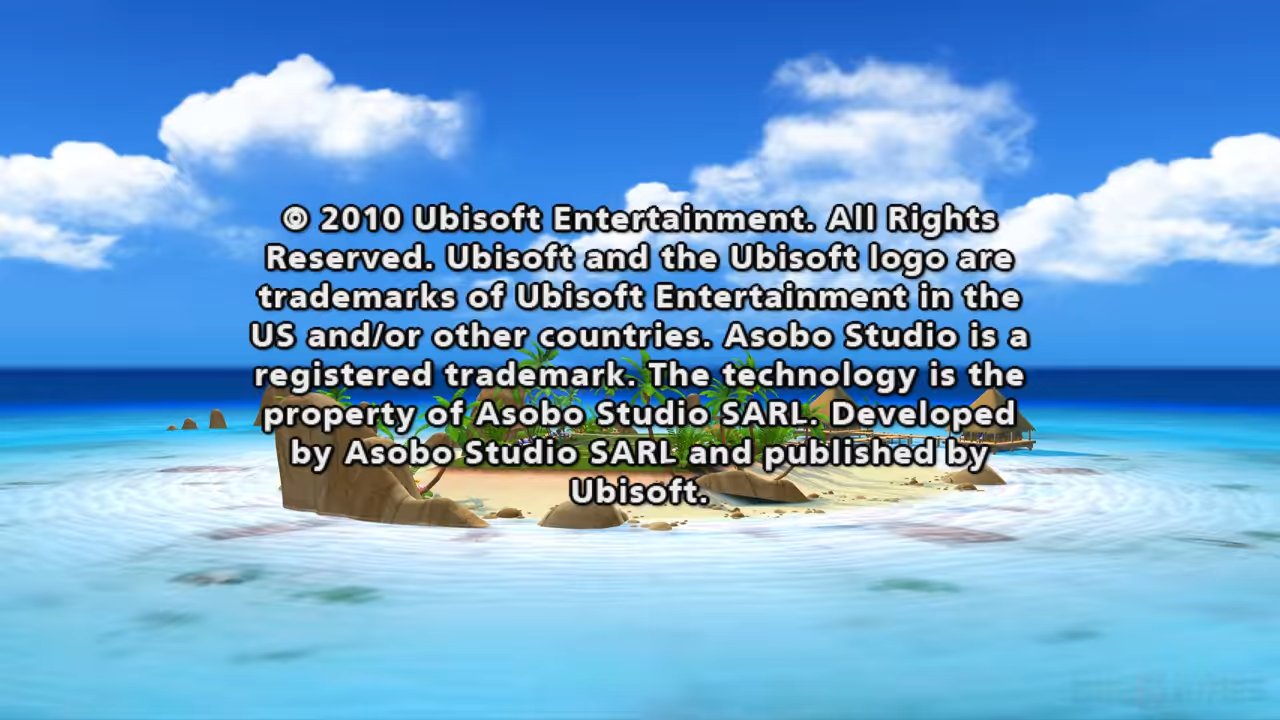 © 2010 Ubisoft Entertainment. All Rights
Reserved. Ubisoft and the Ubisoft logo are
trademarks of Ubisoft Entertainment in the
US and/or other countries. Asobo Studio is a
registered trademark. The technology is the
property of Asobo Studio SARL. Developed
by Asobo Studio SARL and published by
Ubisoft.